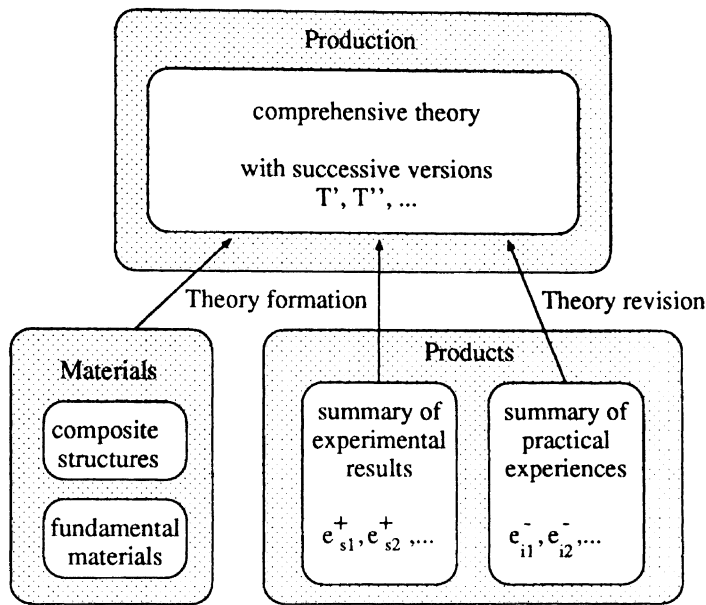 Production
comprehensive theory
with successive versions
T', T'', ...
Theory formation
Theory revision
Materials
composite
structures
fundamental
materials
Products
summary of
experimental
results
e⁺ₛ₁, e⁺ₛ₂ ,...
summary of
practical
experiences
e⁻ᵢ₁, e⁻ᵢ₂,...